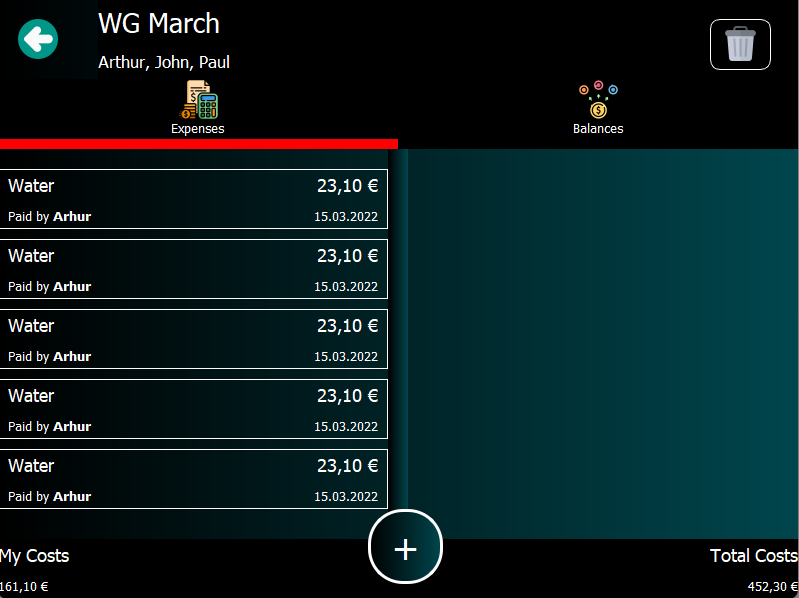 WG March
Arthur, John, Paul
Expenses
Balances
Water 23,10 €
Paid by Arhur 15.03.2022
Water 23,10 €
Paid by Arhur 15.03.2022
Water 23,10 €
Paid by Arhur 15.03.2022
Water 23,10 €
Paid by Arhur 15.03.2022
Water 23,10 €
Paid by Arhur 15.03.2022
+
My Costs Total Costs
161,10 € 452,30 €